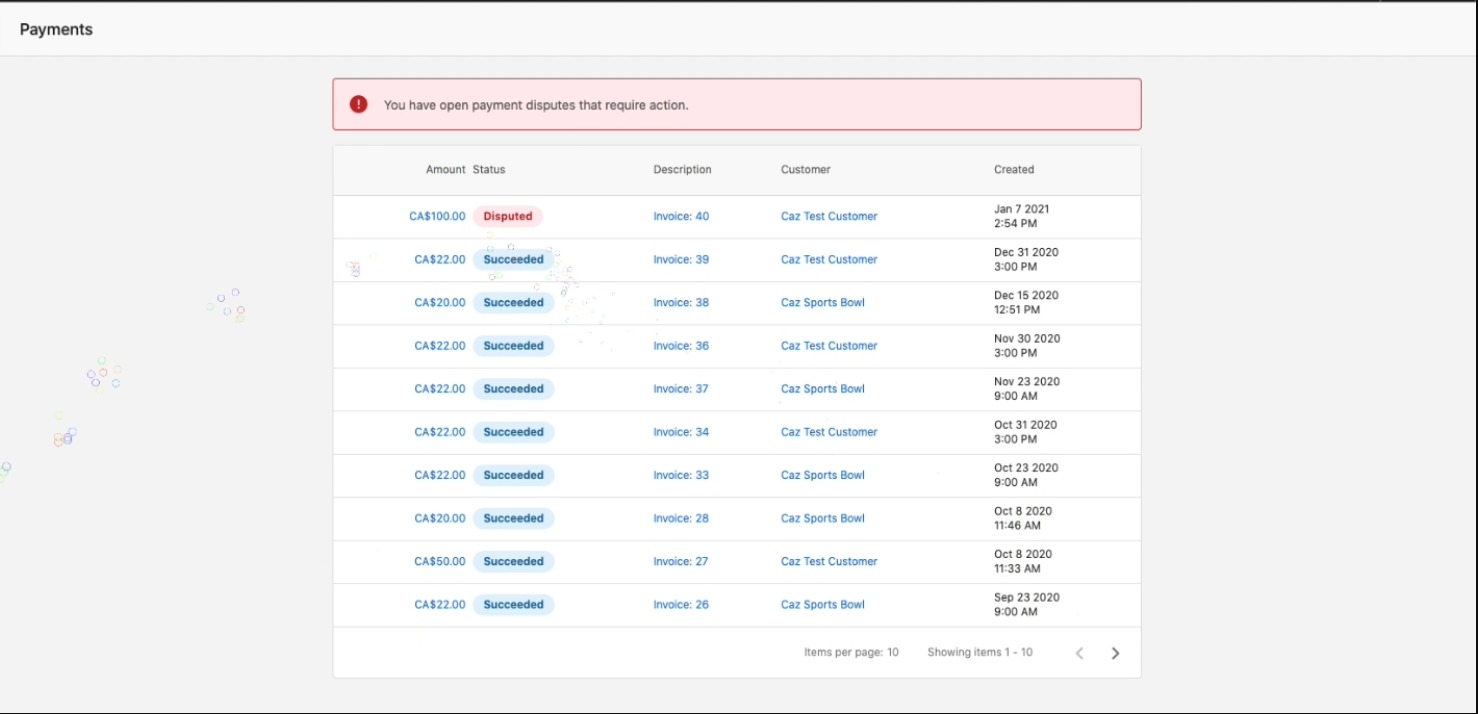 Payments
You have open payment disputes that require action.
Amount Status Description Customer Created
CA$100.00 Disputed Invoice: 40 Caz Test Customer Jan 7 2021
2:54 PM
CA$22.00 Succeeded Invoice: 39 Caz Test Customer Dec 31 2020
3:00 PM
CA$20.00 Succeeded Invoice: 38 Caz Sports Bowl Dec 15 2020
12:51 PM
CA$22.00 Succeeded Invoice: 36 Caz Test Customer Nov 30 2020
3:00 PM
CA$22.00 Succeeded Invoice: 37 Caz Sports Bowl Nov 23 2020
9:00 AM
CA$22.00 Succeeded Invoice: 34 Caz Test Customer Oct 31 2020
3:00 PM
CA$22.00 Succeeded Invoice: 33 Caz Sports Bowl Oct 23 2020
9:00 AM
CA$20.00 Succeeded Invoice: 28 Caz Sports Bowl Oct 8 2020
11:46 AM
CA$50.00 Succeeded Invoice: 27 Caz Test Customer Oct 8 2020
11:33 AM
CA$22.00 Succeeded Invoice: 26 Caz Sports Bowl Sep 23 2020
9:00 AM
Items per page: 10 Showing items 1 - 10